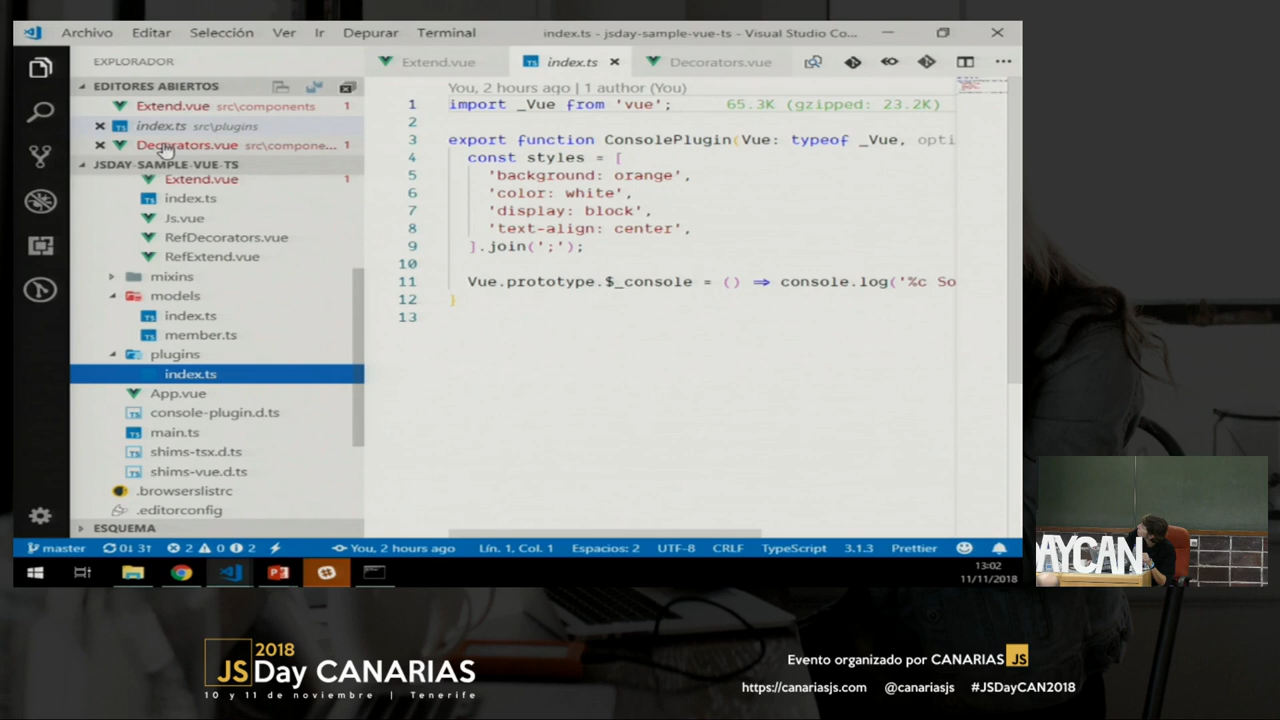 Archivo Editar Selección Ver Ir Depurar Terminal index.ts - jsday-sample-vue-ts - Visual Studio Co...
EXPLORADOR
EDITORES ABIERTOS
Extend.vue src\components 1
index.ts src\plugins
Decorators.vue src\compone... 1
JSDAY-SAMPLE-VUE-TS
Extend.vue 1
index.ts
Js.vue
RefDecorators.vue
RefExtend.vue
mixins
models
index.ts
member.ts
plugins
index.ts
App.vue
console-plugin.d.ts
main.ts
shims-tsx.d.ts
shims-vue.d.ts
.browserslistrc
.editorconfig
ESQUEMA
Extend.vue index.ts Decorators.vue
You, 2 hours ago | 1 author (You)
1 import _Vue from 'vue'; 65.3K (gzipped: 23.2K)
2
3 export function ConsolePlugin(Vue: typeof _Vue, opti
4 const styles = [
5 'background: orange',
6 'color: white',
7 'display: block',
8 'text-align: center',
9 ].join(';');
10
11 Vue.prototype.$_console = () => console.log('%c So
12 }
13
master 0↓ 3↑ 2 0 2 You, 2 hours ago Lín. 1, Col. 1 Espacios: 2 UTF-8 CRLF TypeScript 3.1.3 Prettier
13:02
11/11/2018
AYCAN
2018
JSDay CANARIAS
10 y 11 de noviembre | Tenerife
Evento organizado por CANARIAS JS
https://canariasjs.com @canariasjs #JSDayCAN2018